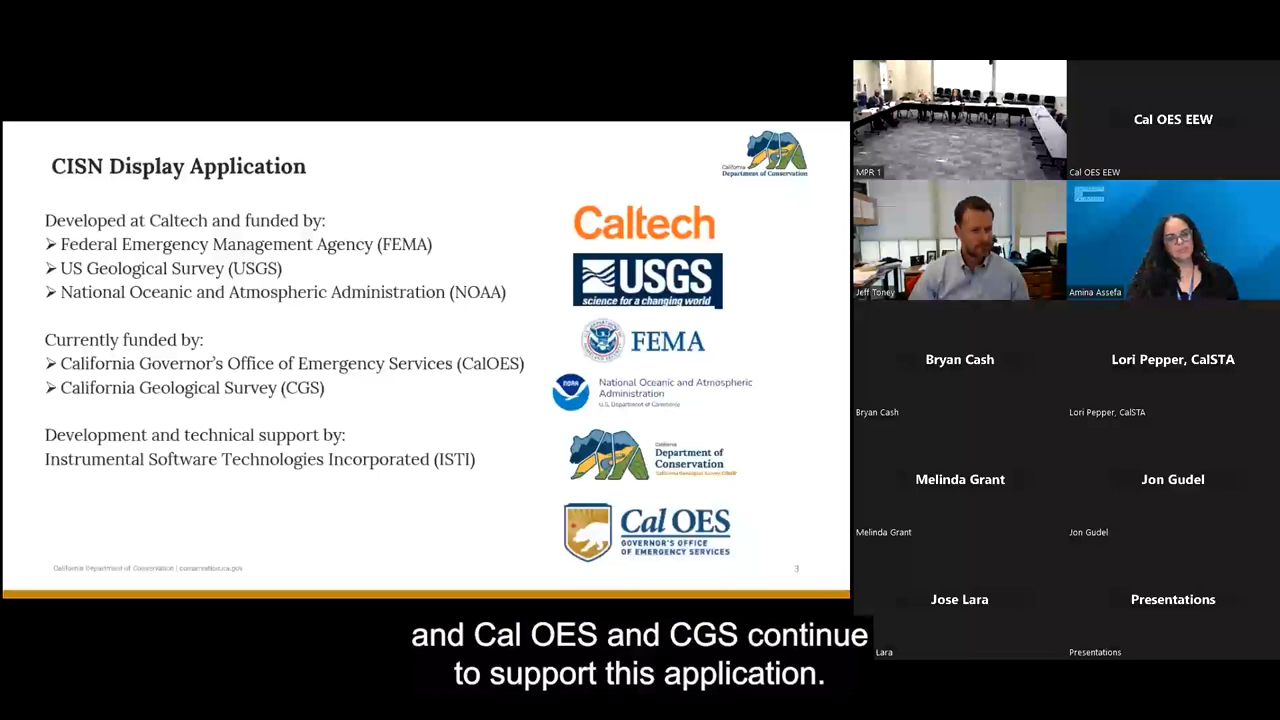 CISN Display Application
California
Department of Conservation
Developed at Caltech and funded by:
➢ Federal Emergency Management Agency (FEMA)
➢ US Geological Survey (USGS)
➢ National Oceanic and Atmospheric Administration (NOAA)
Currently funded by:
➢ California Governor's Office of Emergency Services (CalOES)
➢ California Geological Survey (CGS)
Development and technical support by:
Instrumental Software Technologies Incorporated (ISTI)
Caltech
USGS
science for a changing world
FEMA
NOAA
National Oceanic and Atmospheric
Administration
U.S. Department of Commerce
California
Department of
Conservation
Cal OES
GOVERNOR'S OFFICE
OF EMERGENCY SERVICES
California Department of Conservation | conservation.ca.gov
3
MPR 1
Cal OES EEW
Cal OES EEW
Jeff Toney
Amina Assefa
Bryan Cash
Bryan Cash
Lori Pepper, CalSTA
Lori Pepper, CalSTA
Melinda Grant
Melinda Grant
Jon Gudel
Jon Gudel
Jose Lara
Lara
Presentations
Presentations
and Cal OES and CGS continue
to support this application.